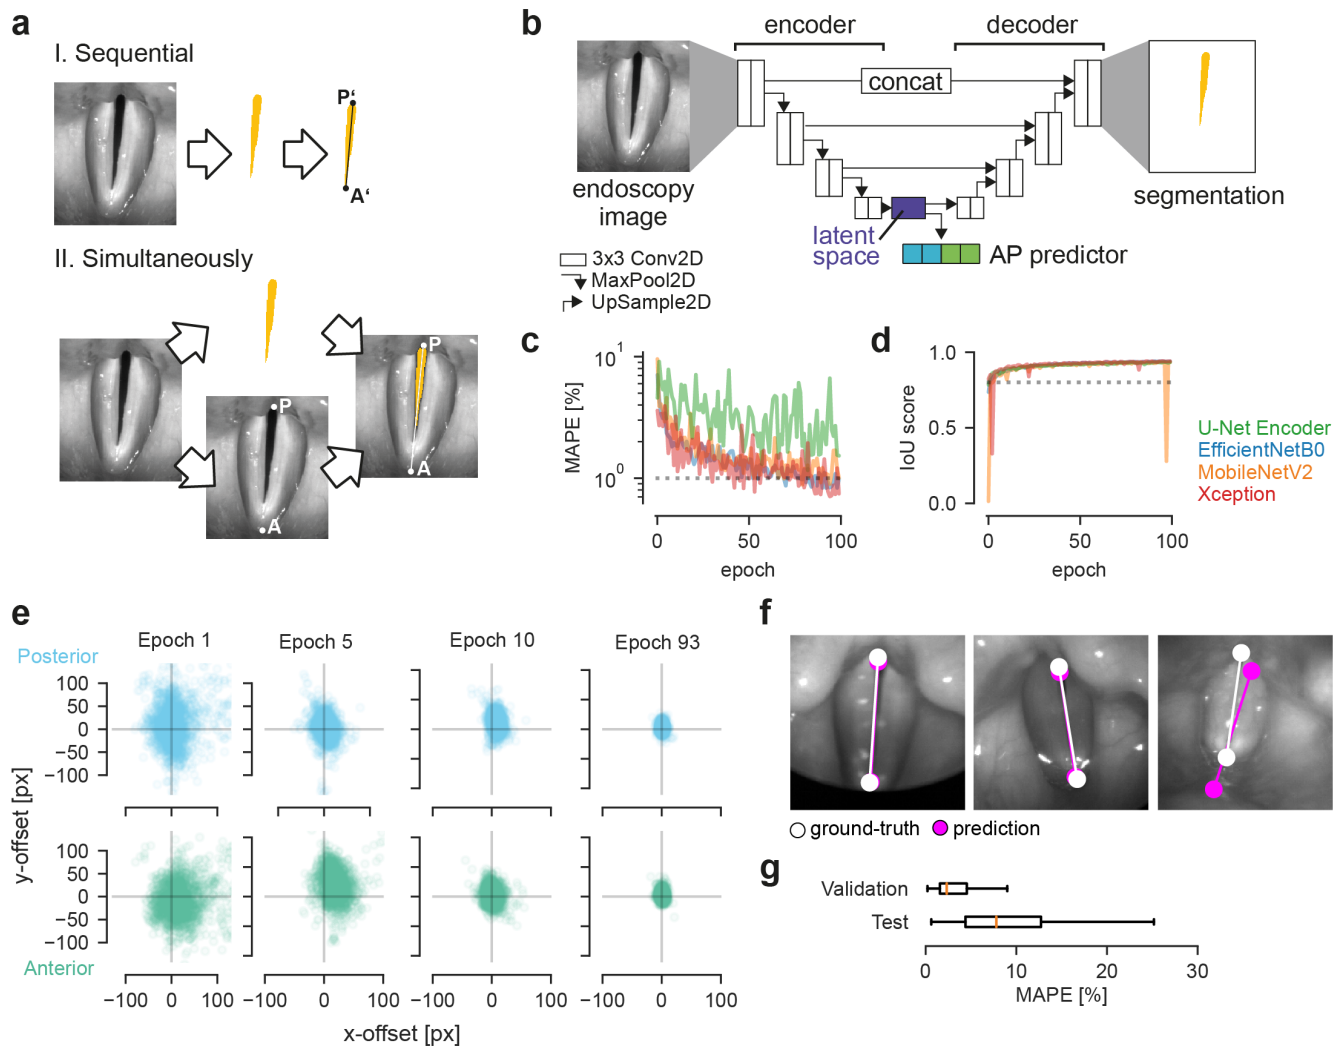 a
I. Sequential
P‘
A‘
II. Simultaneously
P
A
P
A
b
encoder
decoder
concat
endoscopy
image
segmentation
latent
space
AP predictor
3x3 Conv2D
MaxPool2D
UpSample2D
c
10¹
10⁰
MAPE [%]
0
50
100
epoch
d
1.0
0.5
0.0
IoU score
0
50
100
epoch
U-Net Encoder
EfficientNetB0
MobileNetV2
Xception
e
Epoch 1
Epoch 5
Epoch 10
Epoch 93
Posterior
100
50
0
−50
−100
y-offset [px]
100
50
0
−50
−100
Anterior
−100 0 100
0 100
−100 0 100
−100 0 100
x-offset [px]
f
ground-truth
prediction
g
Validation
Test
0 10 20 30
MAPE [%]